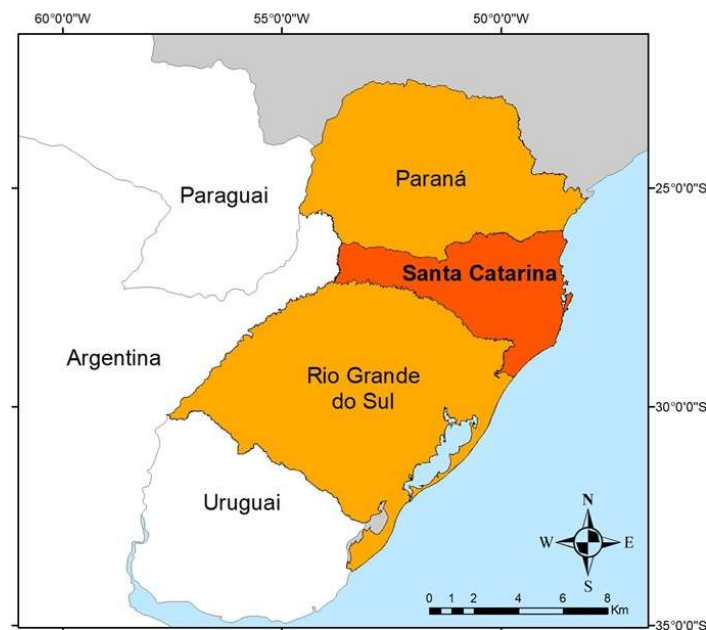 60°0'0"W 55°0'0"W 50°0'0"W
Paraná
25°0'0"S
Paraguai
Santa Catarina
Argentina
Rio Grande
do Sul
30°0'0"S
Uruguai
N
W E
S
0 1 2 4 6 8
Km
35°0'0"S